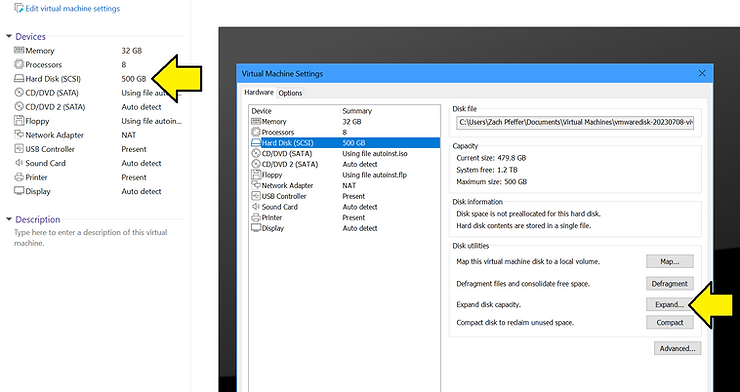 Edit virtual machine settings
Devices
Memory 32 GB
Processors 8
Hard Disk (SCSI) 500 GB
CD/DVD (SATA) Using file autoin...
CD/DVD 2 (SATA) Auto detect
Floppy Using file autoin...
Network Adapter NAT
USB Controller Present
Sound Card Auto detect
Printer Present
Display Auto detect
Description
Type here to enter a description of this virtual
machine.
Virtual Machine Settings
Hardware Options
Device Summary
Memory 32 GB
Processors 8
Hard Disk (SCSI) 500 GB
CD/DVD (SATA) Using file autoinst.iso
CD/DVD 2 (SATA) Auto detect
Floppy Using file autoinst.flp
Network Adapter NAT
USB Controller Present
Sound Card Auto detect
Printer Present
Display Auto detect
Disk file
C:\Users\Zach Pfeffer\Documents\Virtual Machines\vmwaredisk-20230708-viv
Capacity
Current size: 479.8 GB
System free: 1.2 TB
Maximum size: 500 GB
Disk information
Disk space is not preallocated for this hard disk.
Hard disk contents are stored in a single file.
Disk utilities
Map this virtual machine disk to a local volume. Map...
Defragment files and consolidate free space. Defragment
Expand disk capacity. Expand...
Compact disk to reclaim unused space. Compact
Advanced...